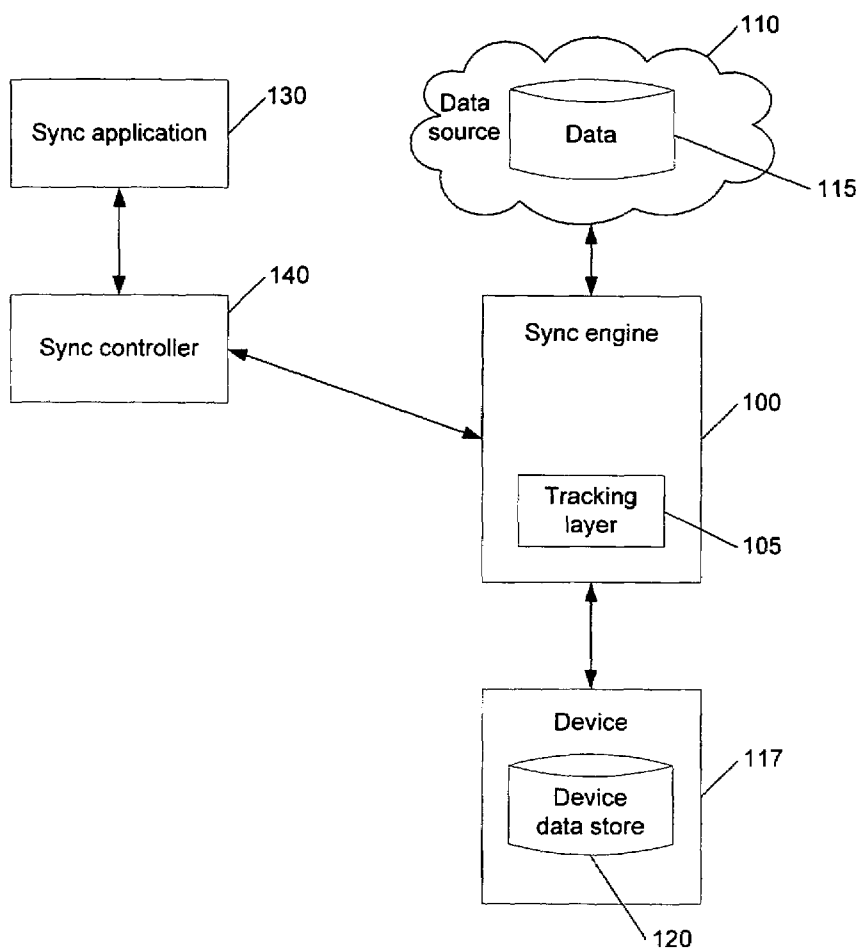 110
130
Sync application
Data
source
Data
115
140
Sync controller
Sync engine
100
Tracking
layer
105
Device
117
Device
data store
120